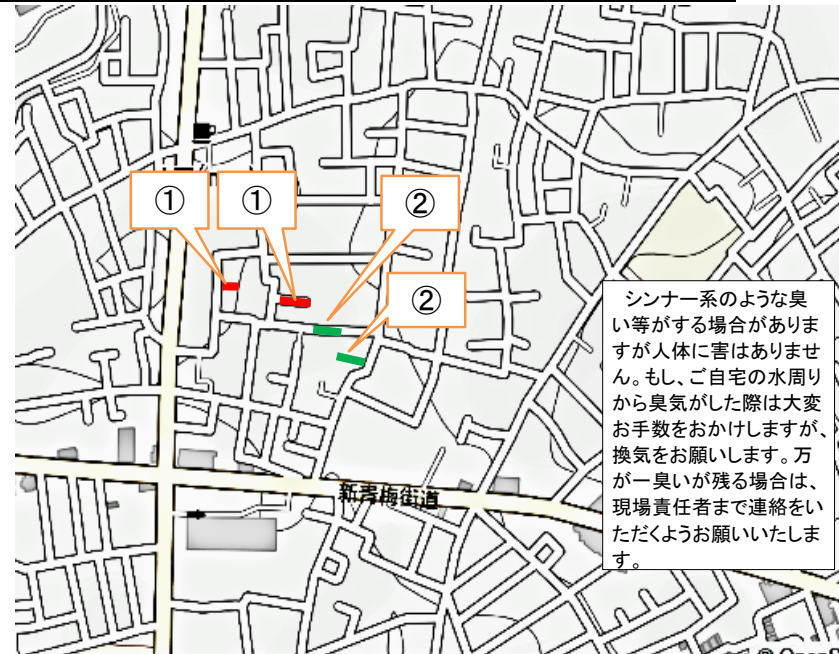 ①
①
②
②
シンナー系のような臭
い等がする場合がありま
すが人体に害はありませ
ん。もし、ご自宅の水周り
から臭気がした際は大変
お手数をおかけしますが、
換気をお願いします。万
が一臭いが残る場合は、
現場責任者まで連絡をい
ただくようお願いいたしま
す。
新青梅街道